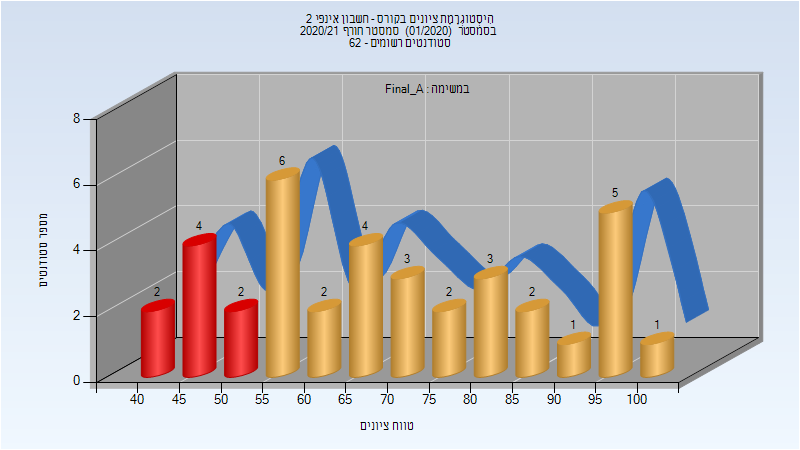 היסטוגרמת ציונים בקורס - חשבון אינפי 2
בסמסטר (01/2020) סמסטר חורף 2020/21
סטודנטים רשומים - 62
במשימה : Final_A
מספר סטודנטים
8
6
4
2
0
2
4
2
6
2
4
3
2
3
2
1
5
1
40 45 50 55 60 65 70 75 80 85 90 95 100
טווח ציונים